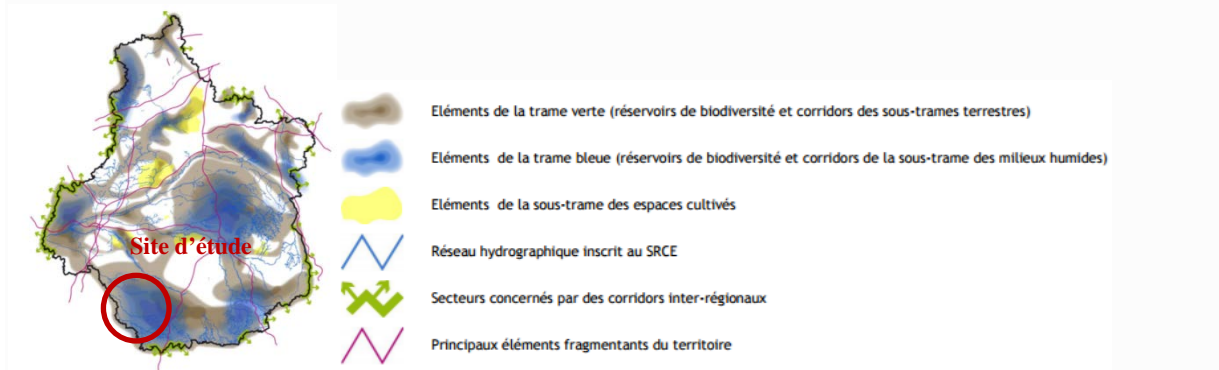 Site d'étude
Eléments de la trame verte (réservoirs de biodiversité et corridors des sous-trames terrestres)
Eléments de la trame bleue (réservoirs de biodiversité et corridors de la sous-trame des milieux humides)
Eléments de la sous-trame des espaces cultivés
Réseau hydrographique inscrit au SRCE
Secteurs concernés par des corridors inter-régionaux
Principaux éléments fragmentants du territoire